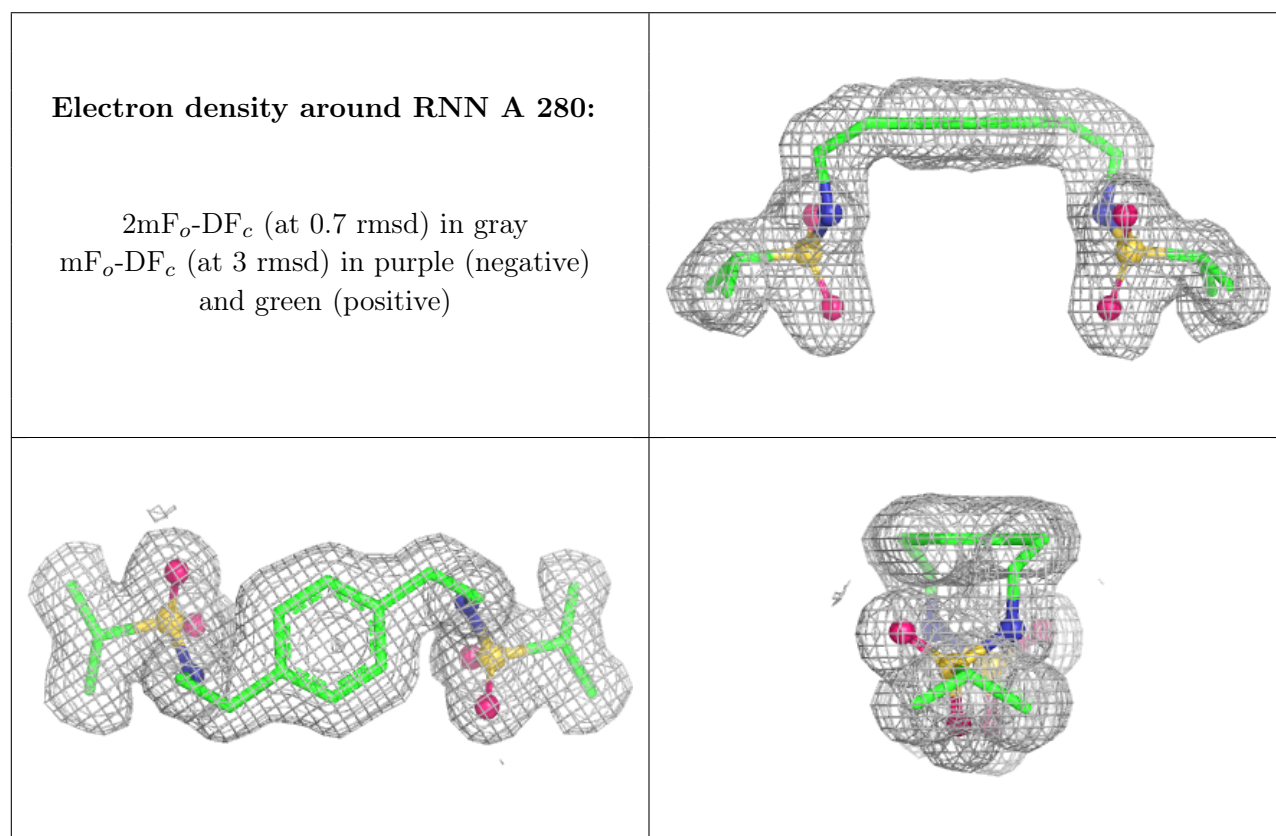 Electron density around RNN A 280:
2mFo-DFc (at 0.7 rmsd) in gray
mFo-DFc (at 3 rmsd) in purple (negative)
and green (positive)